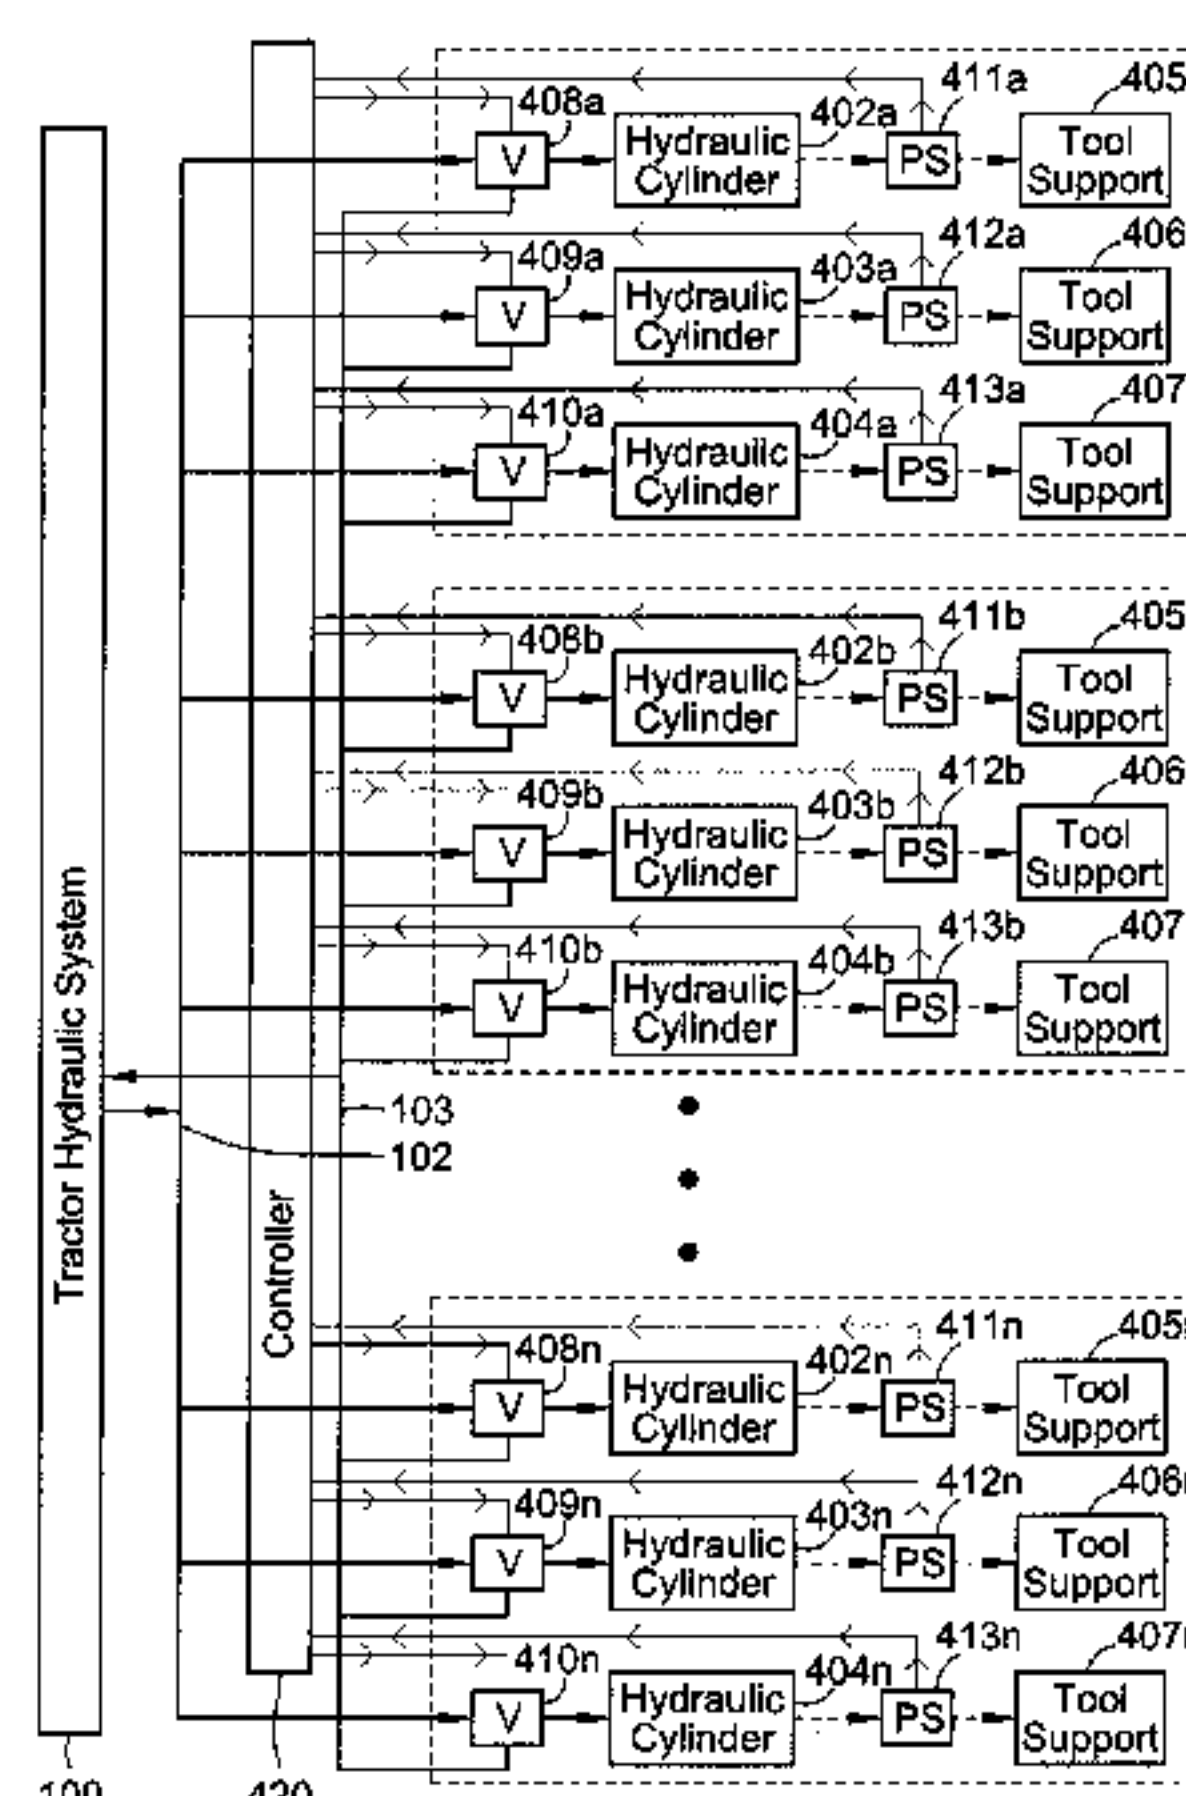 411a
405
408a
402a
V
Hydraulic
Cylinder
PS
Tool
Support
412a
406
409a
403a
V
Hydraulic
Cylinder
PS
Tool
Support
413a
407
410a
404a
V
Hydraulic
Cylinder
PS
Tool
Support
411b
405
408b
402b
V
Hydraulic
Cylinder
PS
Tool
Support
412b
406
409b
403b
V
Hydraulic
Cylinder
PS
Tool
Support
413b
407
410b
404b
V
Hydraulic
Cylinder
PS
Tool
Support
Tractor Hydraulic System
103
102
Controller
411n
405
408n
402n
V
Hydraulic
Cylinder
PS
Tool
Support
412n
406n
409n
403n
V
Hydraulic
Cylinder
PS
Tool
Support
413n
407n
410n
404n
V
Hydraulic
Cylinder
PS
Tool
Support